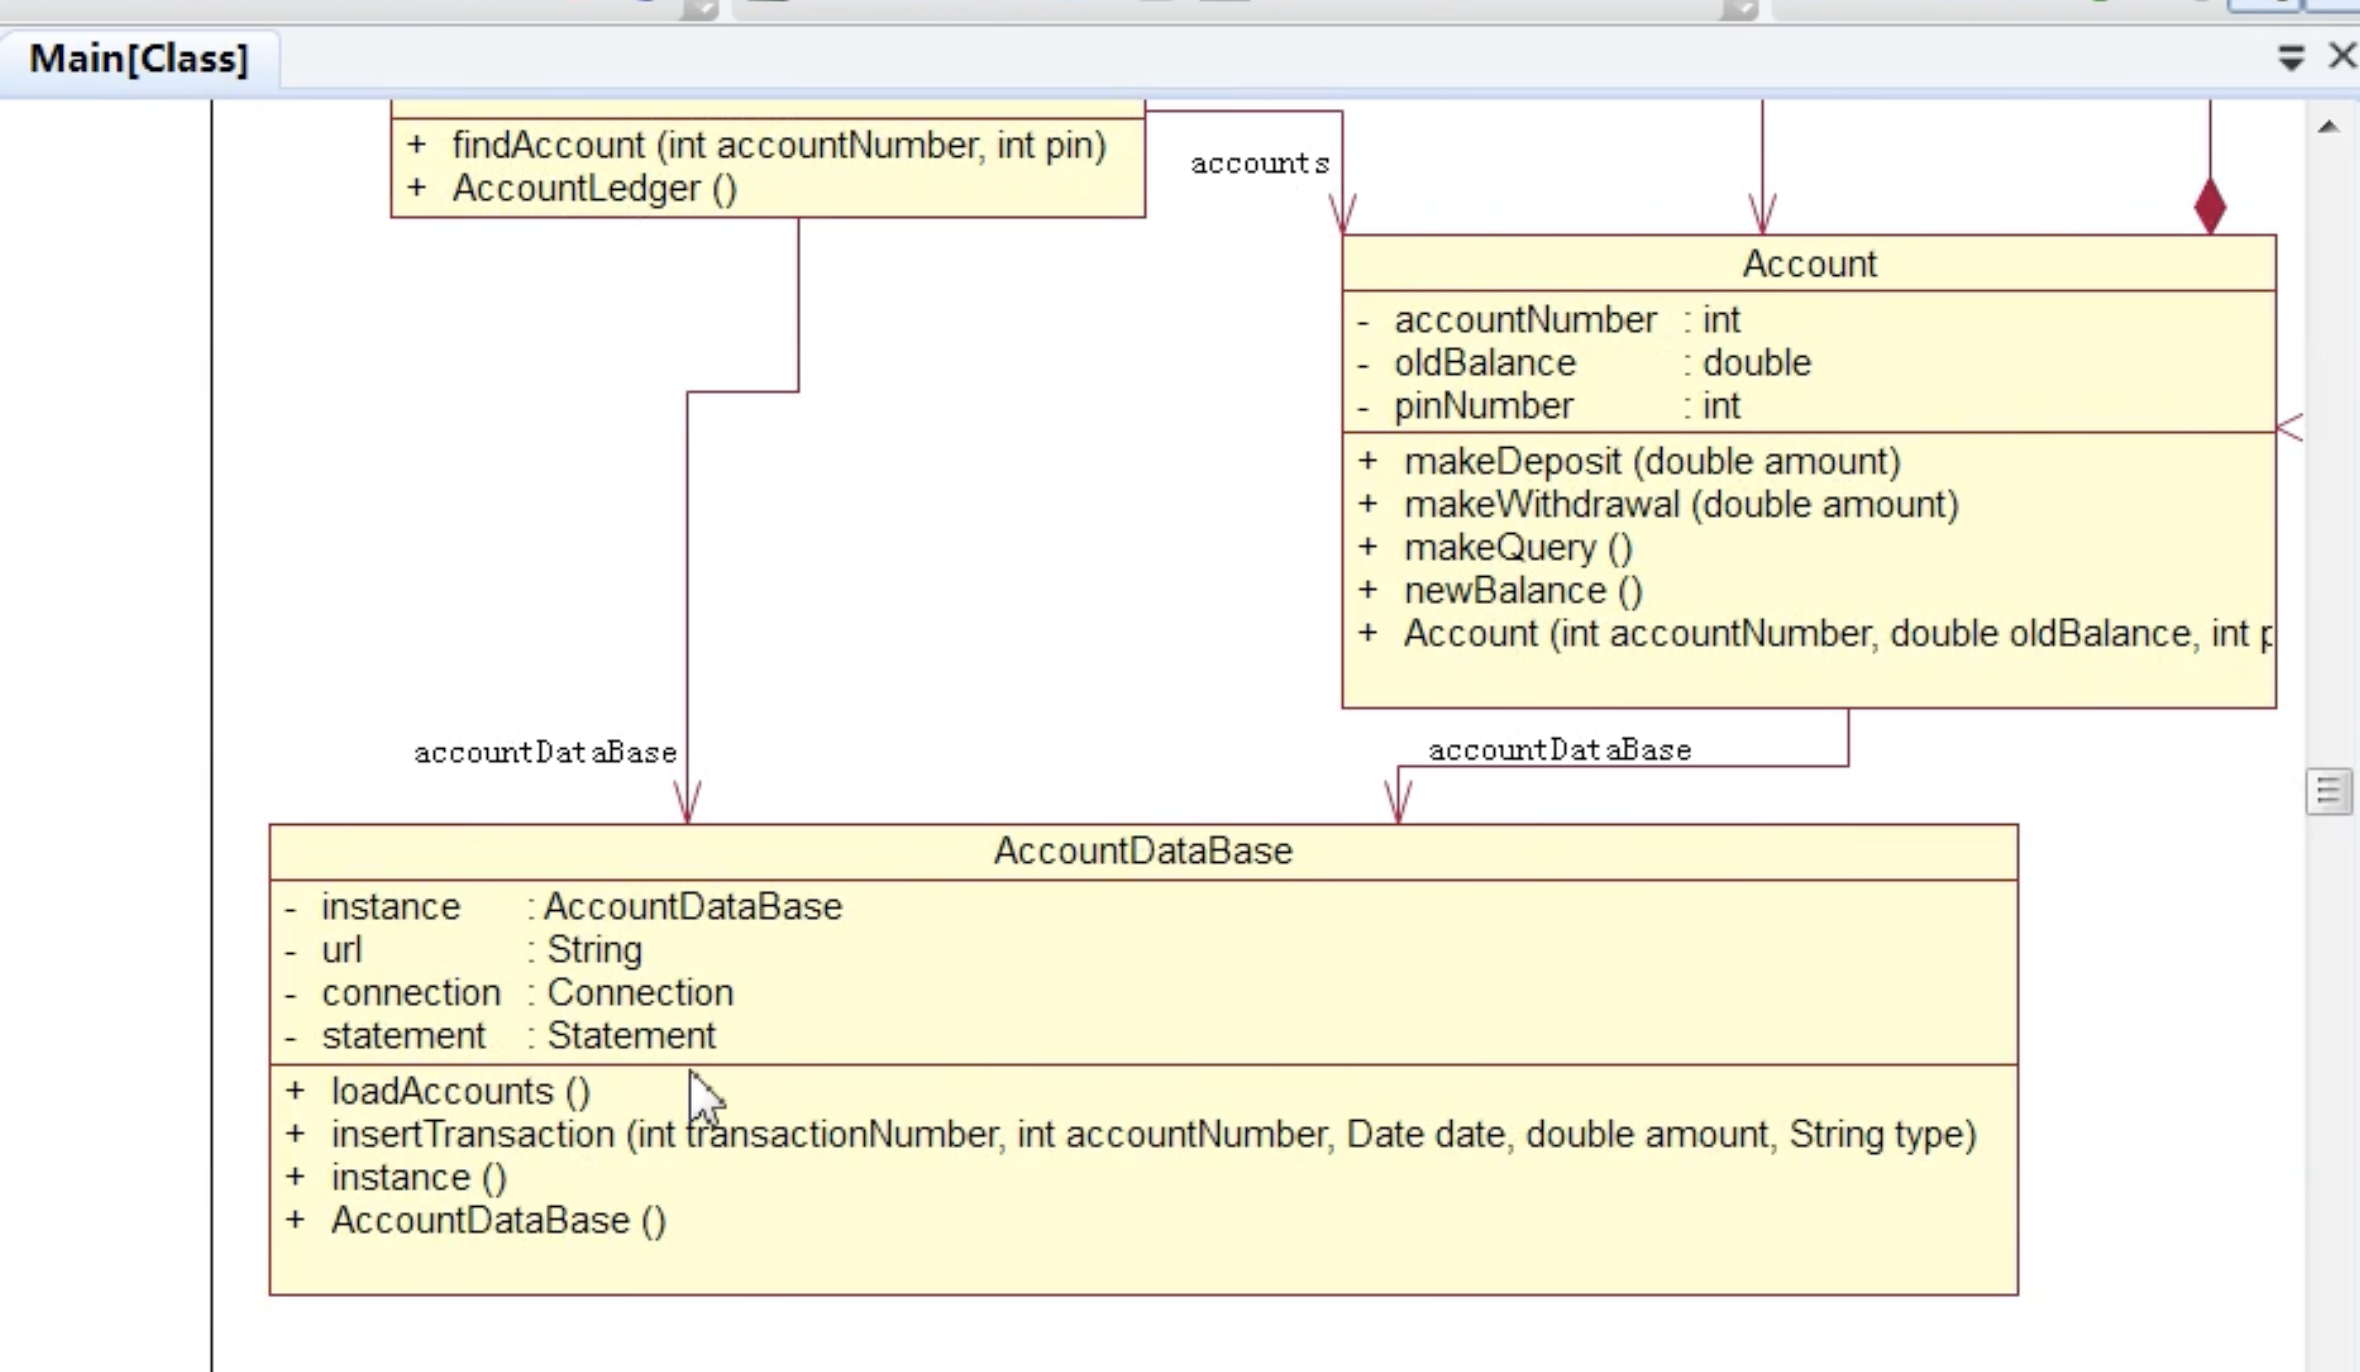 Main[Class]
+ findAccount (int accountNumber, int pin)
+ AccountLedger ()
accounts
Account
- accountNumber : int
- oldBalance : double
- pinNumber : int
+ makeDeposit (double amount)
+ makeWithdrawal (double amount)
+ makeQuery ()
+ newBalance ()
+ Account (int accountNumber, double oldBalance, int
accountDataBase
accountDataBase
AccountDataBase
- instance : AccountDataBase
- url : String
- connection : Connection
- statement : Statement
+ loadAccounts ()
+ insertTransaction (int transactionNumber, int accountNumber, Date date, double amount, String type)
+ instance ()
+ AccountDataBase ()